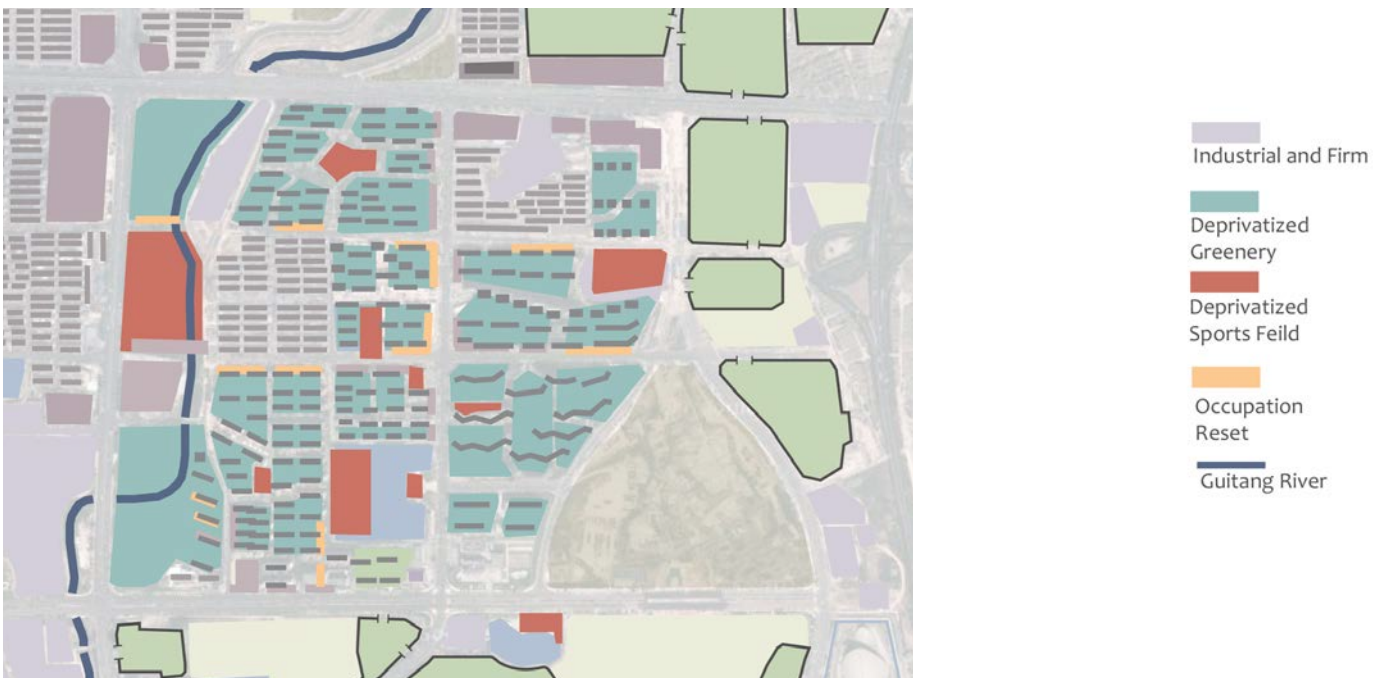 Industrial and Firm
Deprivatized
Greenery
Deprivatized
Sports Feild
Occupation
Reset
Guitang River